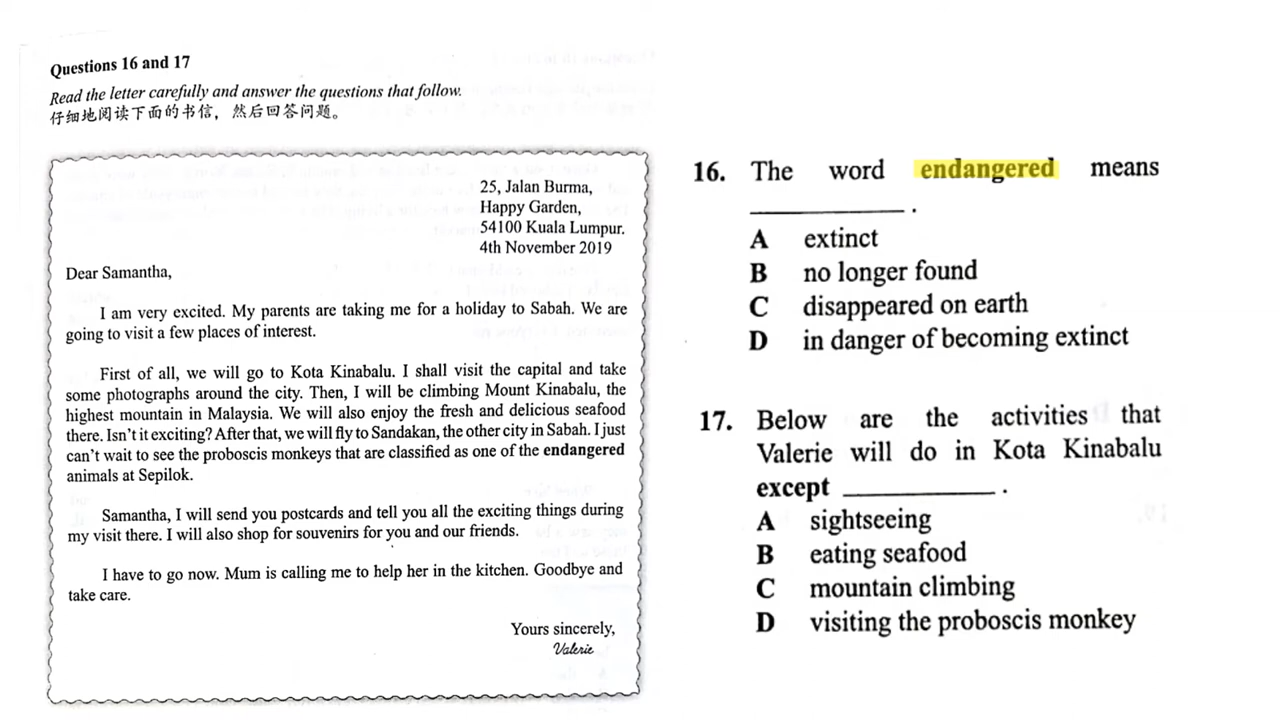 Questions 16 and 17
Read the letter carefully and answer the questions that follow.
仔细地阅读下面的书信，然后回答问题。
25, Jalan Burma,
Happy Garden,
54100 Kuala Lumpur.
4th November 2019
Dear Samantha,
I am very excited. My parents are taking me for a holiday to Sabah. We are
going to visit a few places of interest.
First of all, we will go to Kota Kinabalu. I shall visit the capital and take
some photographs around the city. Then, I will be climbing Mount Kinabalu, the
highest mountain in Malaysia. We will also enjoy the fresh and delicious seafood
there. Isn't it exciting? After that, we will fly to Sandakan, the other city in Sabah. I just
can't wait to see the proboscis monkeys that are classified as one of the endangered
animals at Sepilok.
Samantha, I will send you postcards and tell you all the exciting things during
my visit there. I will also shop for souvenirs for you and our friends.
I have to go now. Mum is calling me to help her in the kitchen. Goodbye and
take care.
Yours sincerely,
Valerie
16. The word endangered means
____________ .
A extinct
B no longer found
C disappeared on earth
D in danger of becoming extinct
17. Below are the activities that
Valerie will do in Kota Kinabalu
except ____________ .
A sightseeing
B eating seafood
C mountain climbing
D visiting the proboscis monkey